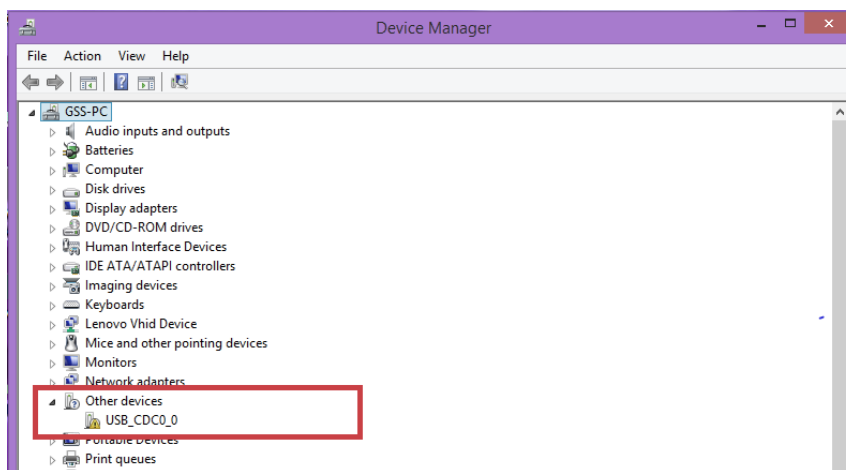 Device Manager
File Action View Help
GSS-PC
Audio inputs and outputs
Batteries
Computer
Disk drives
Display adapters
DVD/CD-ROM drives
Human Interface Devices
IDE ATA/ATAPI controllers
Imaging devices
Keyboards
Lenovo Vhid Device
Mice and other pointing devices
Monitors
Network adapters
Other devices
USB_CDC0_0
Portable Devices
Print queues